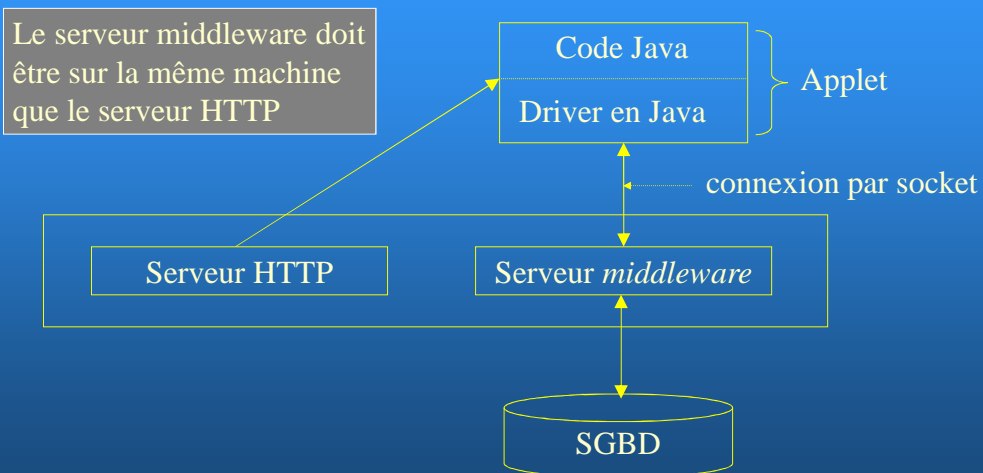 Le serveur middleware doit
être sur la même machine
que le serveur HTTP
Code Java
Driver en Java
Applet
connexion par socket
Serveur HTTP
Serveur middleware
SGBD